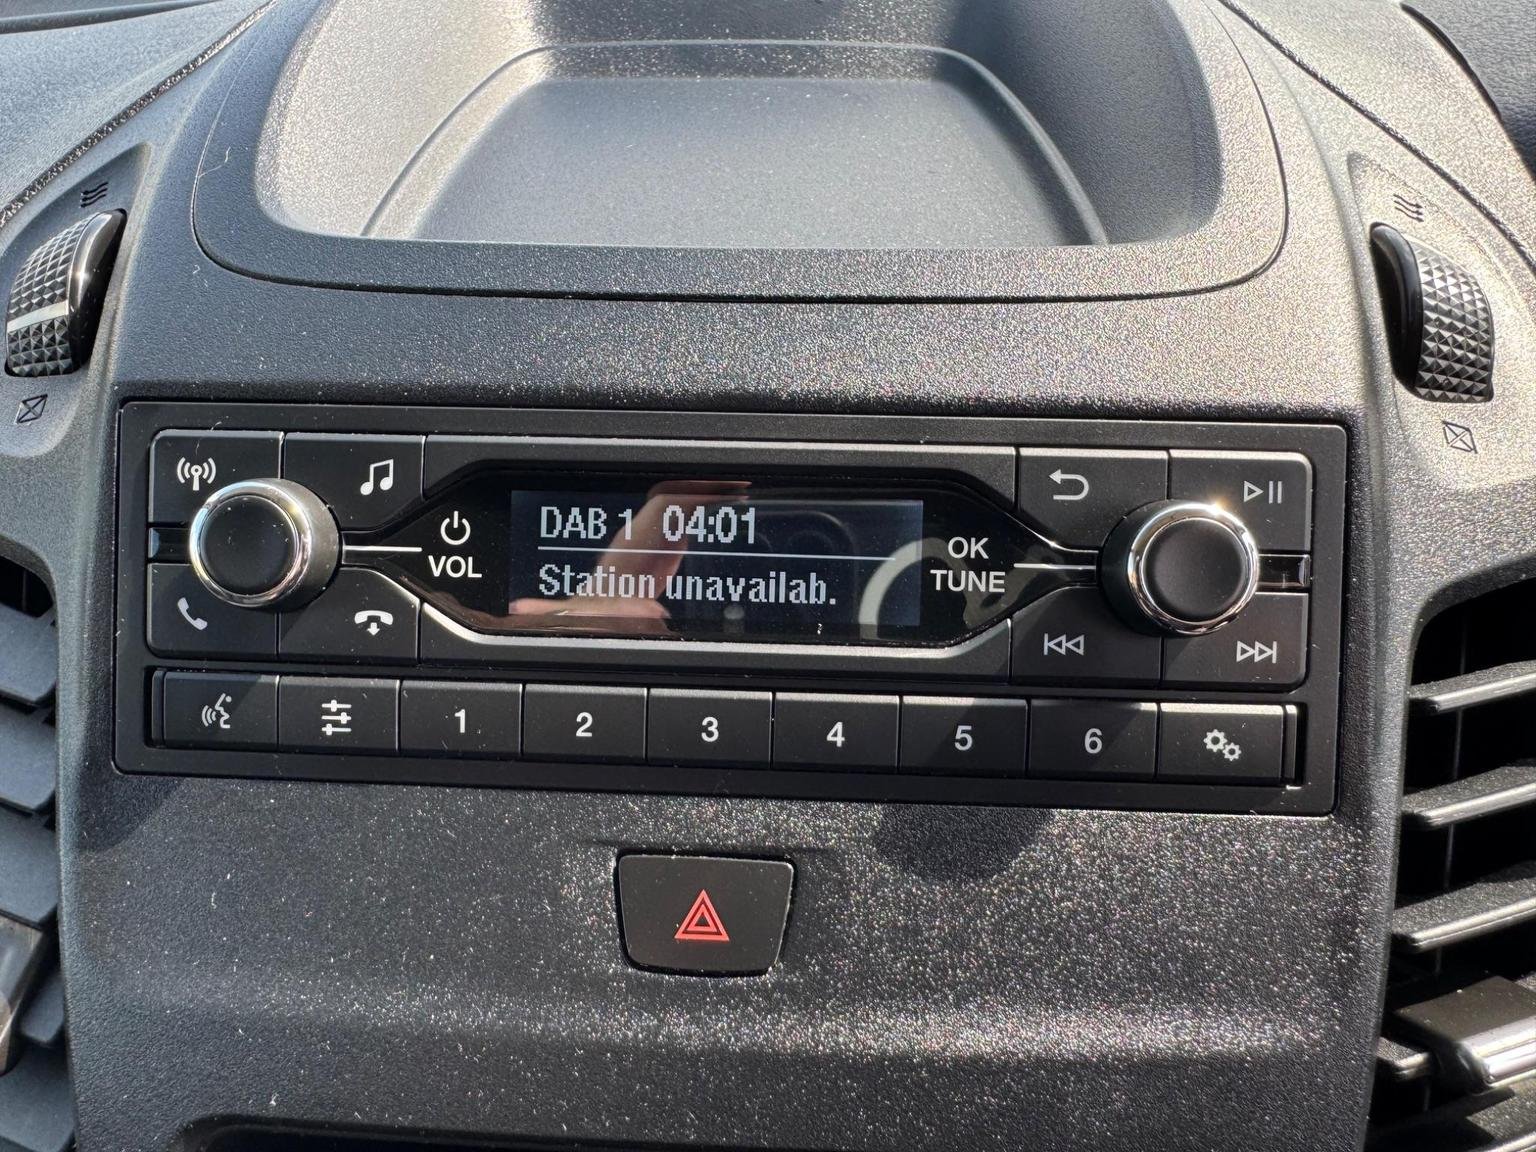 DAB 1 04:01
Station unavailab.
VOL
OK
TUNE
1 2 3 4 5 6